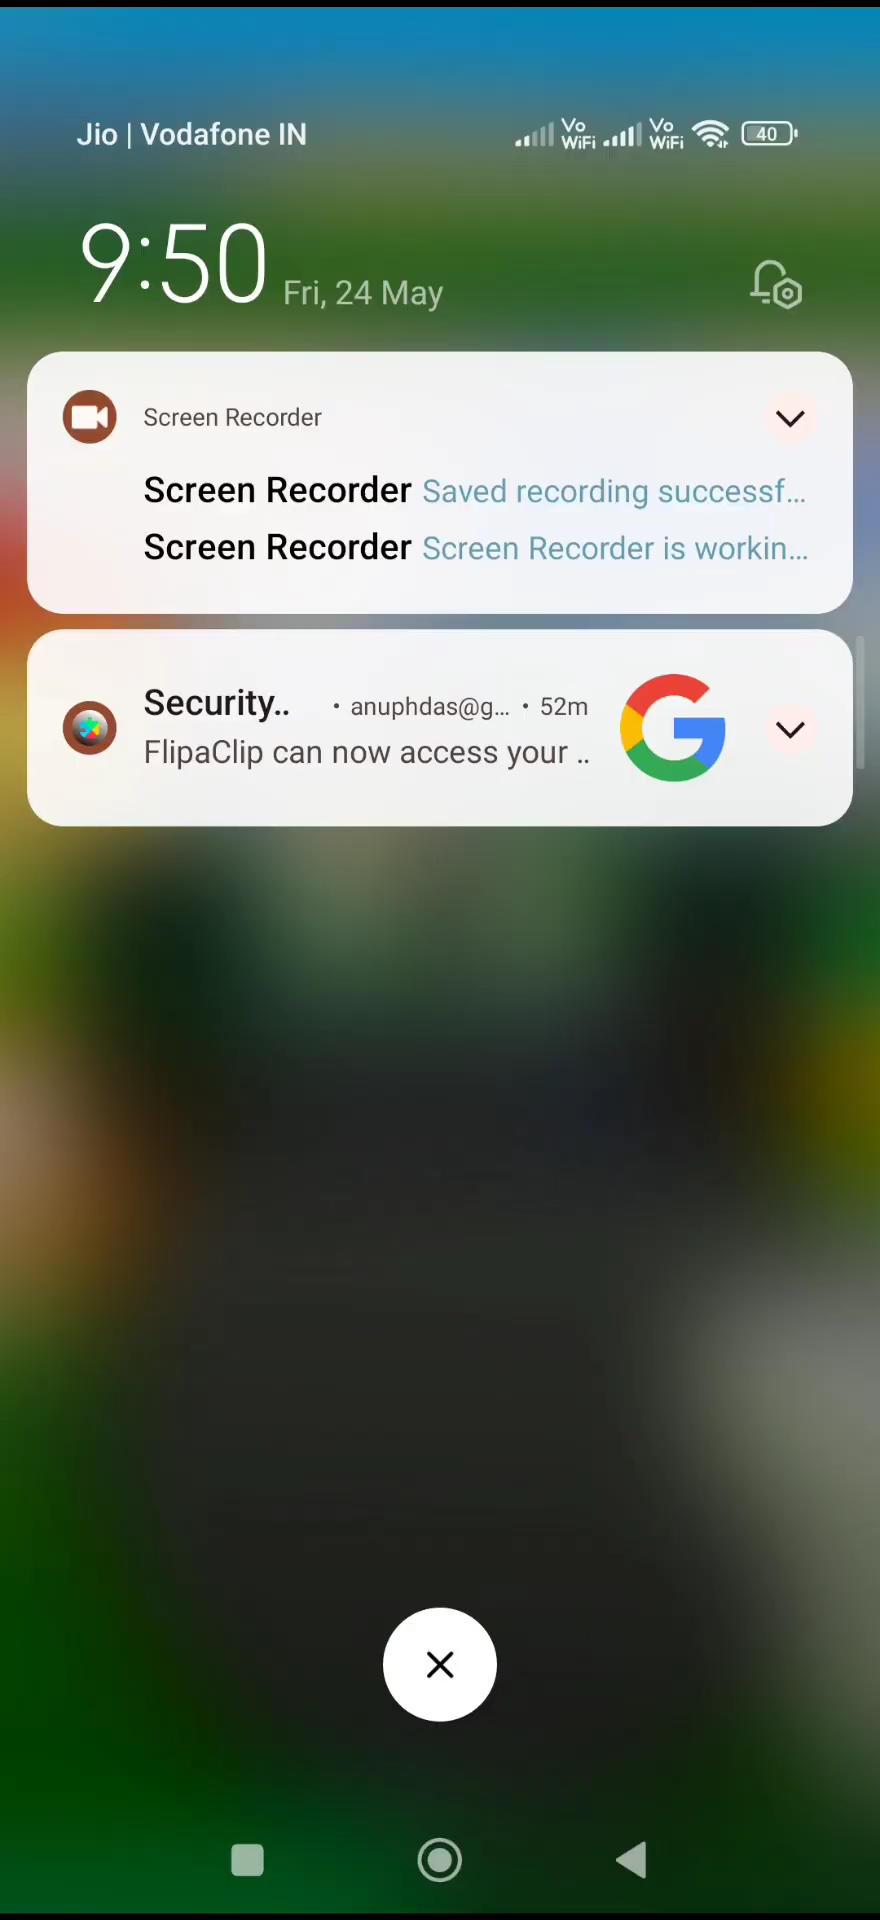 Jio | Vodafone IN Vo WiFi Vo WiFi 40
9:50 Fri, 24 May
Screen Recorder
Screen Recorder Saved recording successf...
Screen Recorder Screen Recorder is workin...
Security.. • anuphdas@g... • 52m
FlipaClip can now access your ..